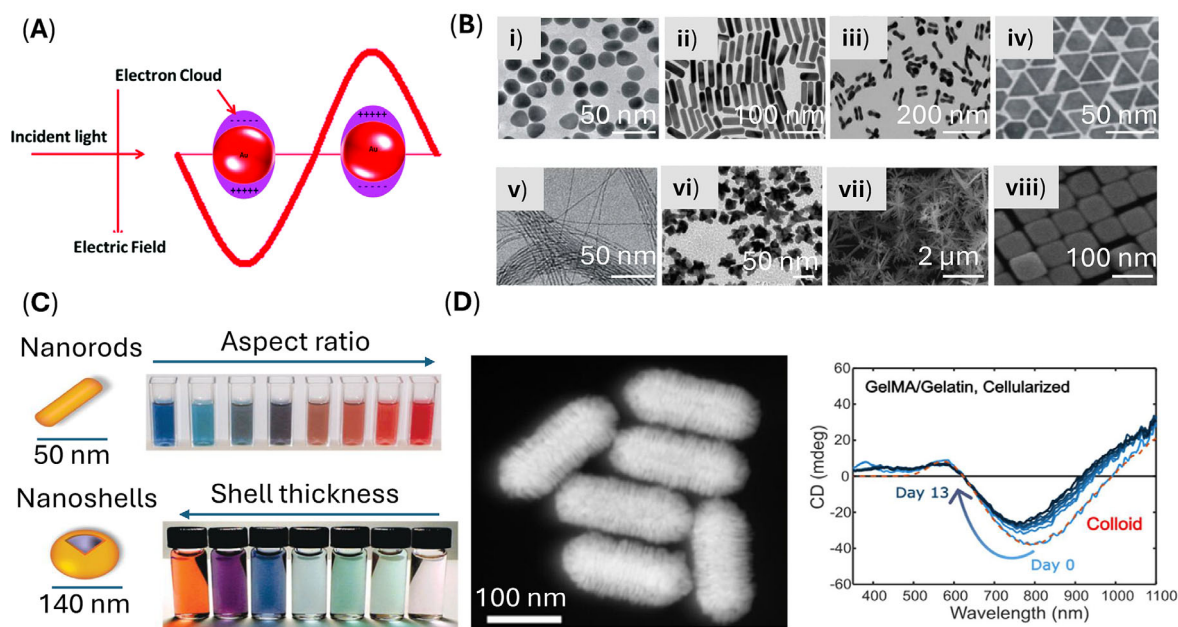 (A)
Electron Cloud
Incident light
Electric Field
- - - - -
Au
+++++
+++++
Au
- - - - -
(B)
i)
50 nm
ii)
100 nm
iii)
200 nm
iv)
50 nm
v)
50 nm
vi)
50 nm
vii)
2 µm
viii)
100 nm
(C)
Nanorods
50 nm
Aspect ratio
Nanoshells
140 nm
Shell thickness
(D)
100 nm
GelMA/Gelatin, Cellularized
CD (mdeg)
60
40
20
0
-20
-40
-60
Day 13
Day 0
Colloid
400 500 600 700 800 900 1000 1100
Wavelength (nm)